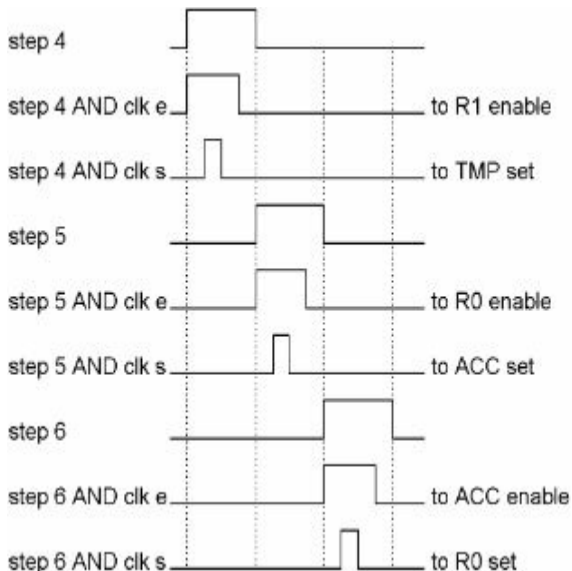 step 4
step 4 AND clk e to R1 enable
step 4 AND clk s to TMP set
step 5
step 5 AND clk e to R0 enable
step 5 AND clk s to ACC set
step 6
step 6 AND clk e to ACC enable
step 6 AND clk s to R0 set